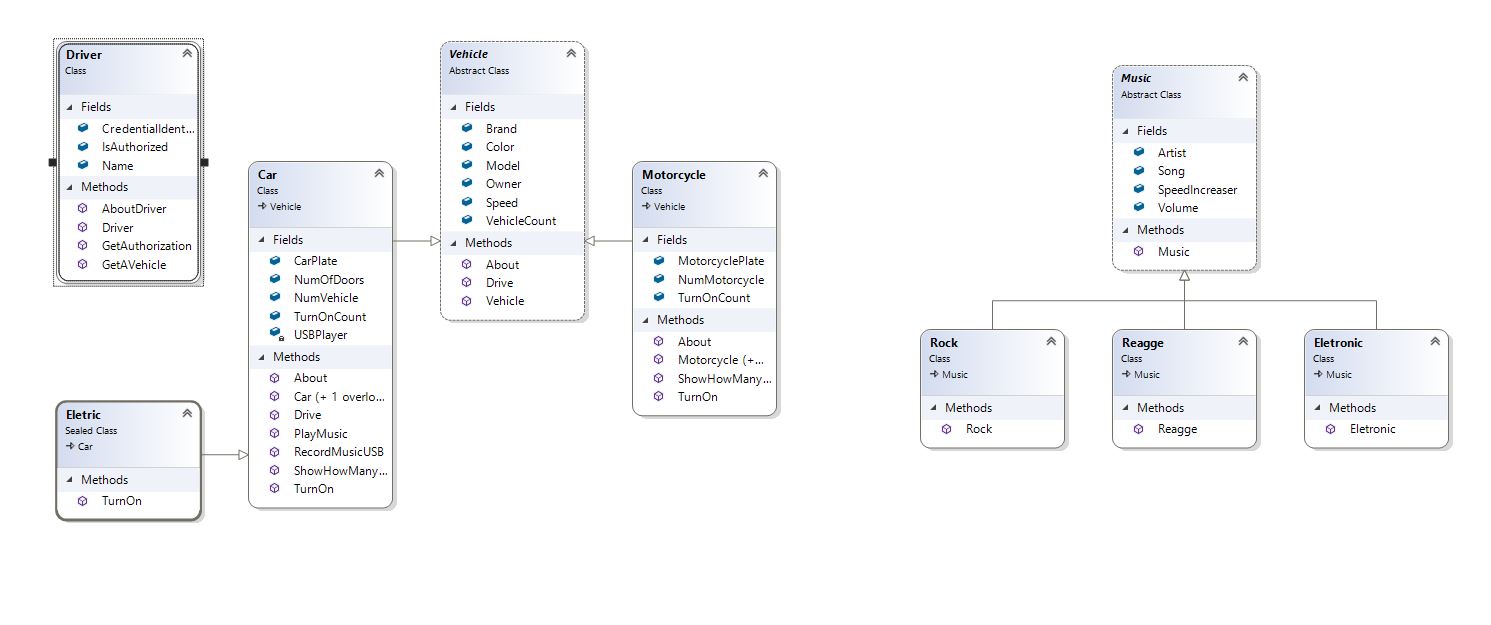 Driver
Class
Fields
CredentialIdent...
IsAuthorized
Name
Methods
AboutDriver
Driver
GetAuthorization
GetAVehicle
Eletric
Sealed Class
Car
Methods
TurnOn
Car
Class
Vehicle
Fields
CarPlate
NumOfDoors
NumVehicle
TurnOnCount
USBPlayer
Methods
About
Car (+ 1 overlo...
Drive
PlayMusic
RecordMusicUSB
ShowHowMany...
TurnOn
Vehicle
Abstract Class
Fields
Brand
Color
Model
Owner
Speed
VehicleCount
Methods
About
Drive
Vehicle
Motorcycle
Class
Vehicle
Fields
MotorcyclePlate
NumMotorcycle
TurnOnCount
Methods
About
Motorcycle (+...
ShowHowMany...
TurnOn
Music
Abstract Class
Fields
Artist
Song
SpeedIncreaser
Volume
Methods
Music
Rock
Class
Music
Methods
Rock
Reagge
Class
Music
Methods
Reagge
Eletronic
Class
Music
Methods
Eletronic